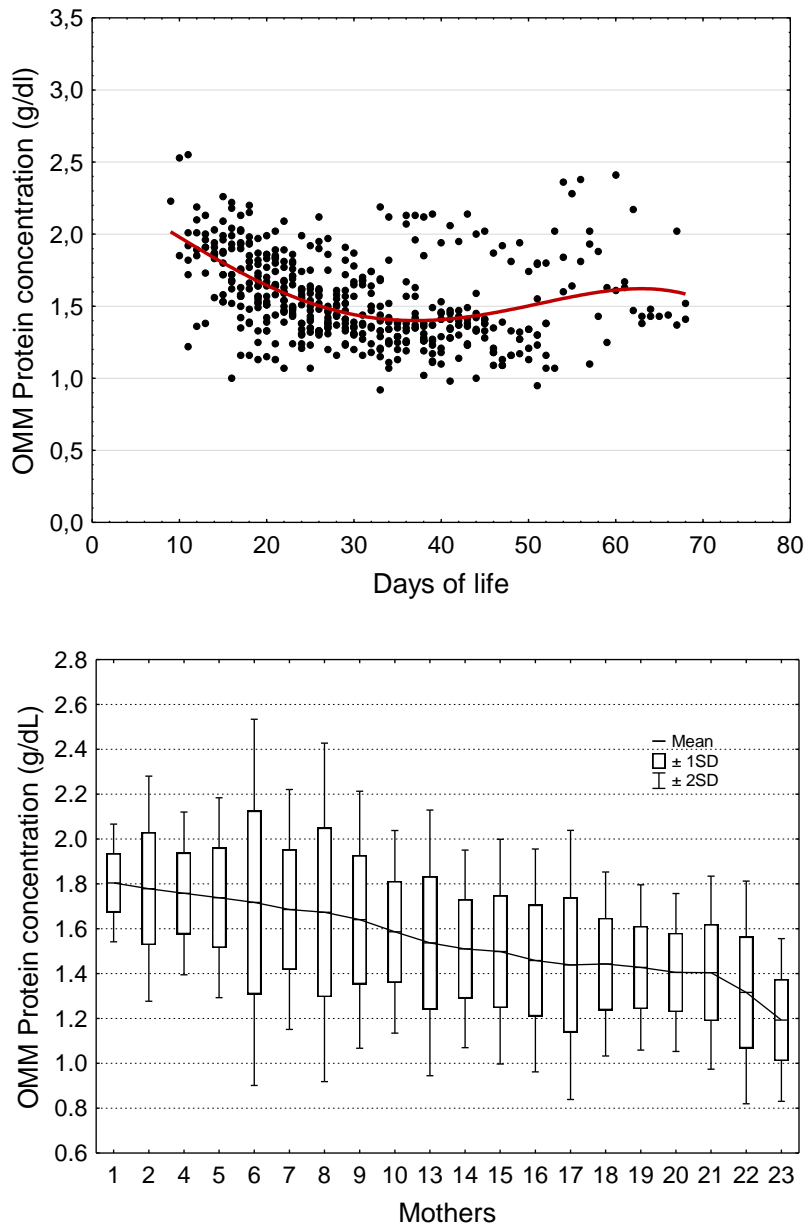 OMM Protein concentration (g/dl)
3,5
3,0
2,5
2,0
1,5
1,0
0,5
0,0
0 10 20 30 40 50 60 70 80
Days of life
OMM Protein concentration (g/dL)
2.8
2.6
2.4
2.2
2.0
1.8
1.6
1.4
1.2
1.0
0.8
0.6
Mean
± 1SD
± 2SD
1 2 4 5 6 7 8 9 10 13 14 15 16 17 18 19 20 21 22 23
Mothers